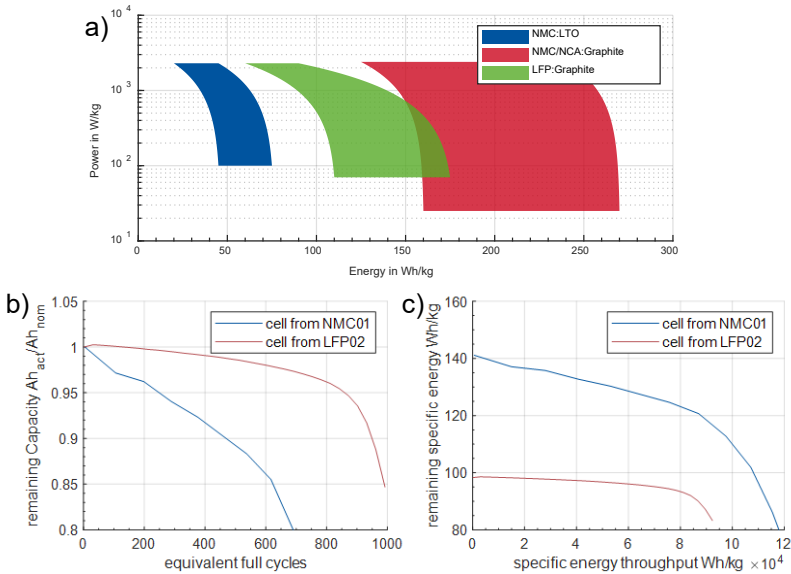 a)
NMC:LTO
NMC/NCA:Graphite
LFP:Graphite
Power in W/kg
10 4
10 3
10 2
10 1
0 50 100 150 200 250 300
Energy in Wh/kg
b)
cell from NMC01
cell from LFP02
remaining Capacity Ah_act/Ah_nom
1.05
1
0.95
0.9
0.85
0.8
0 200 400 600 800 1000
equivalent full cycles
c)
cell from NMC01
cell from LFP02
remaining specific energy Wh/kg
160
140
120
100
80
0 2 4 6 8 10 12
specific energy throughput Wh/kg ×10^4